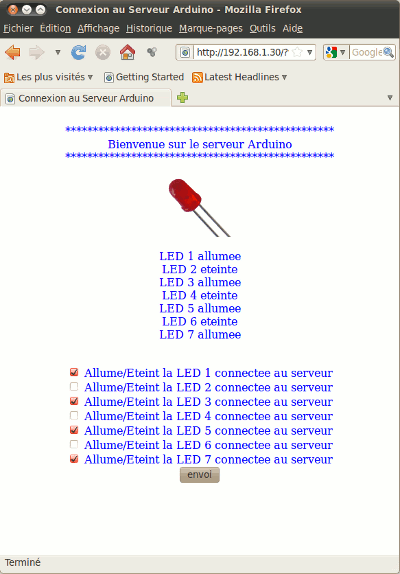 Connexion au Serveur Arduino - Mozilla Firefox
Fichier Édition Affichage Historique Marque-pages Outils Aide
http://192.168.1.30/? Google
Les plus visités Getting Started Latest Headlines
Connexion au Serveur Arduino
*************************************************
Bienvenue sur le serveur Arduino
*************************************************
LED 1 allumee
LED 2 eteinte
LED 3 allumee
LED 4 eteinte
LED 5 allumee
LED 6 eteinte
LED 7 allumee
Allume/Eteint la LED 1 connectee au serveur
Allume/Eteint la LED 2 connectee au serveur
Allume/Eteint la LED 3 connectee au serveur
Allume/Eteint la LED 4 connectee au serveur
Allume/Eteint la LED 5 connectee au serveur
Allume/Eteint la LED 6 connectee au serveur
Allume/Eteint la LED 7 connectee au serveur
envoi
Terminé